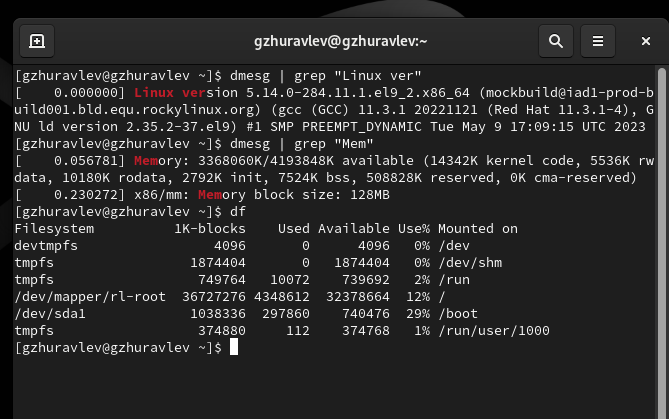 gzhuravlev@gzhuravlev:~
[gzhuravlev@gzhuravlev ~]$ dmesg | grep "Linux ver"
[    0.000000] Linux version 5.14.0-284.11.1.el9_2.x86_64 (mockbuild@iad1-prod-b
uild001.bld.equ.rockylinux.org) (gcc (GCC) 11.3.1 20221121 (Red Hat 11.3.1-4), G
NU ld version 2.35.2-37.el9) #1 SMP PREEMPT_DYNAMIC Tue May 9 17:09:15 UTC 2023
[gzhuravlev@gzhuravlev ~]$ dmesg | grep "Mem"
[    0.056781] Memory: 3368060K/4193848K available (14342K kernel code, 5536K rw
data, 10180K rodata, 2792K init, 7524K bss, 508828K reserved, 0K cma-reserved)
[    0.230272] x86/mm: Memory block size: 128MB
[gzhuravlev@gzhuravlev ~]$ df
Filesystem          1K-blocks    Used Available Use% Mounted on
devtmpfs                 4096       0      4096   0% /dev
tmpfs                 1874404       0   1874404   0% /dev/shm
tmpfs                  749764   10072    739692   2% /run
/dev/mapper/rl-root  36727276 4348612  32378664  12% /
/dev/sda1             1038336  297860    740476  29% /boot
tmpfs                  374880     112    374768   1% /run/user/1000
[gzhuravlev@gzhuravlev ~]$